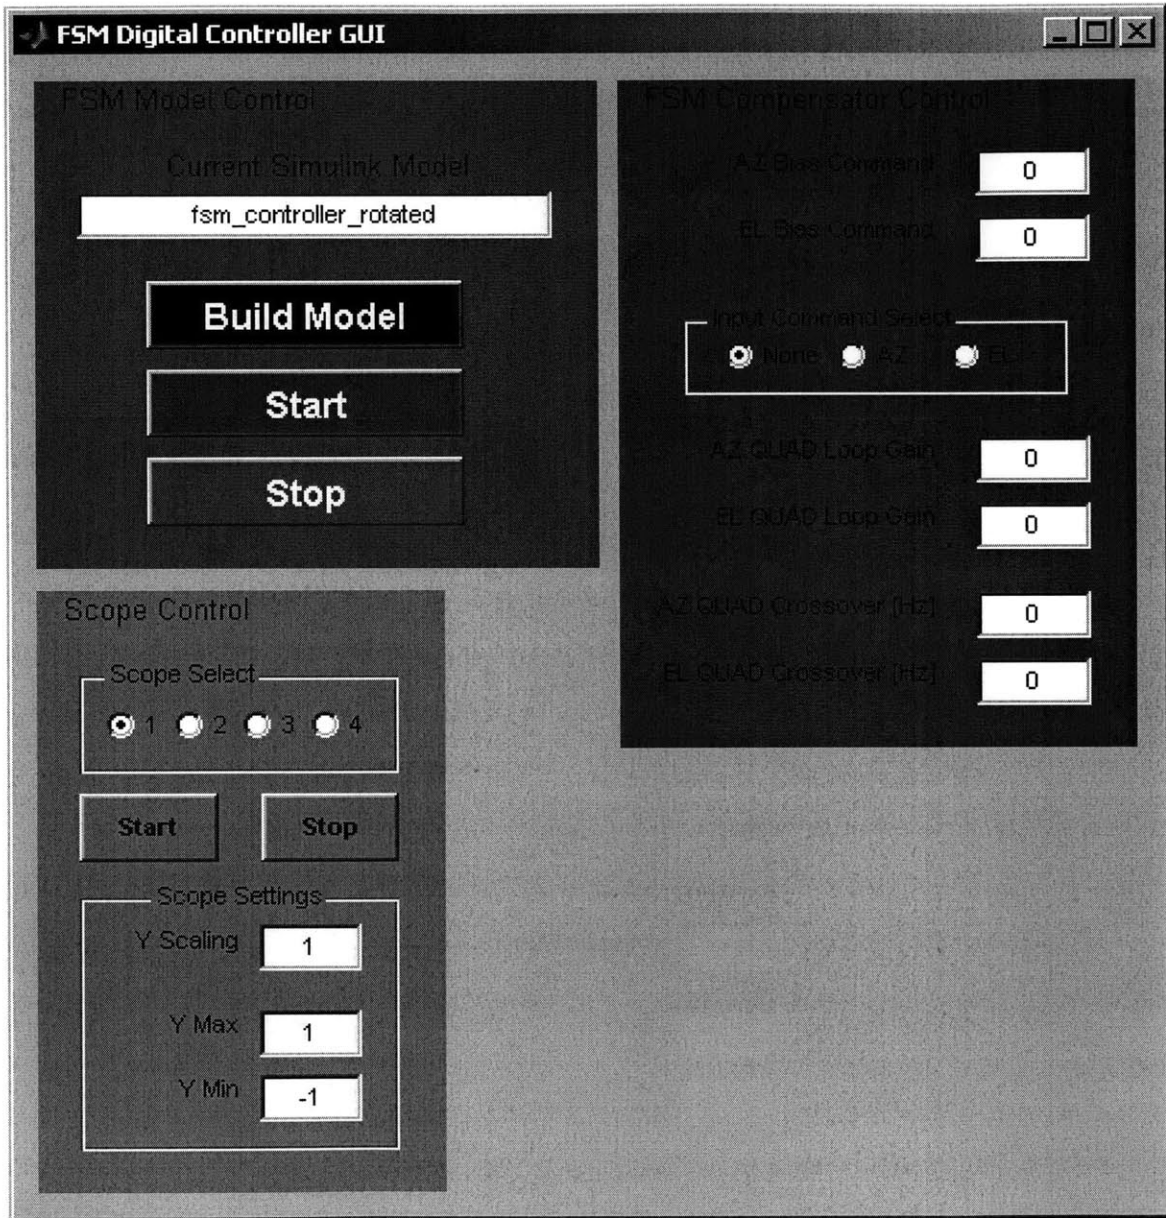 FSM Digital Controller GUI
FSM Model Control
Current Simulink Model
fsm_controller_rotated
Build Model
Start
Stop
FSM Compensator Control
AZ Bias Command
0
EL Bias Command
0
Input Command Select
None AZ EL
AZ QUAD Loop Gain
0
EL QUAD Loop Gain
0
AZ QUAD Crossover [Hz]
0
EL QUAD Crossover [Hz]
0
Scope Control
Scope Select
1 2 3 4
Start Stop
Scope Settings
Y Scaling 1
Y Max 1
Y Min -1